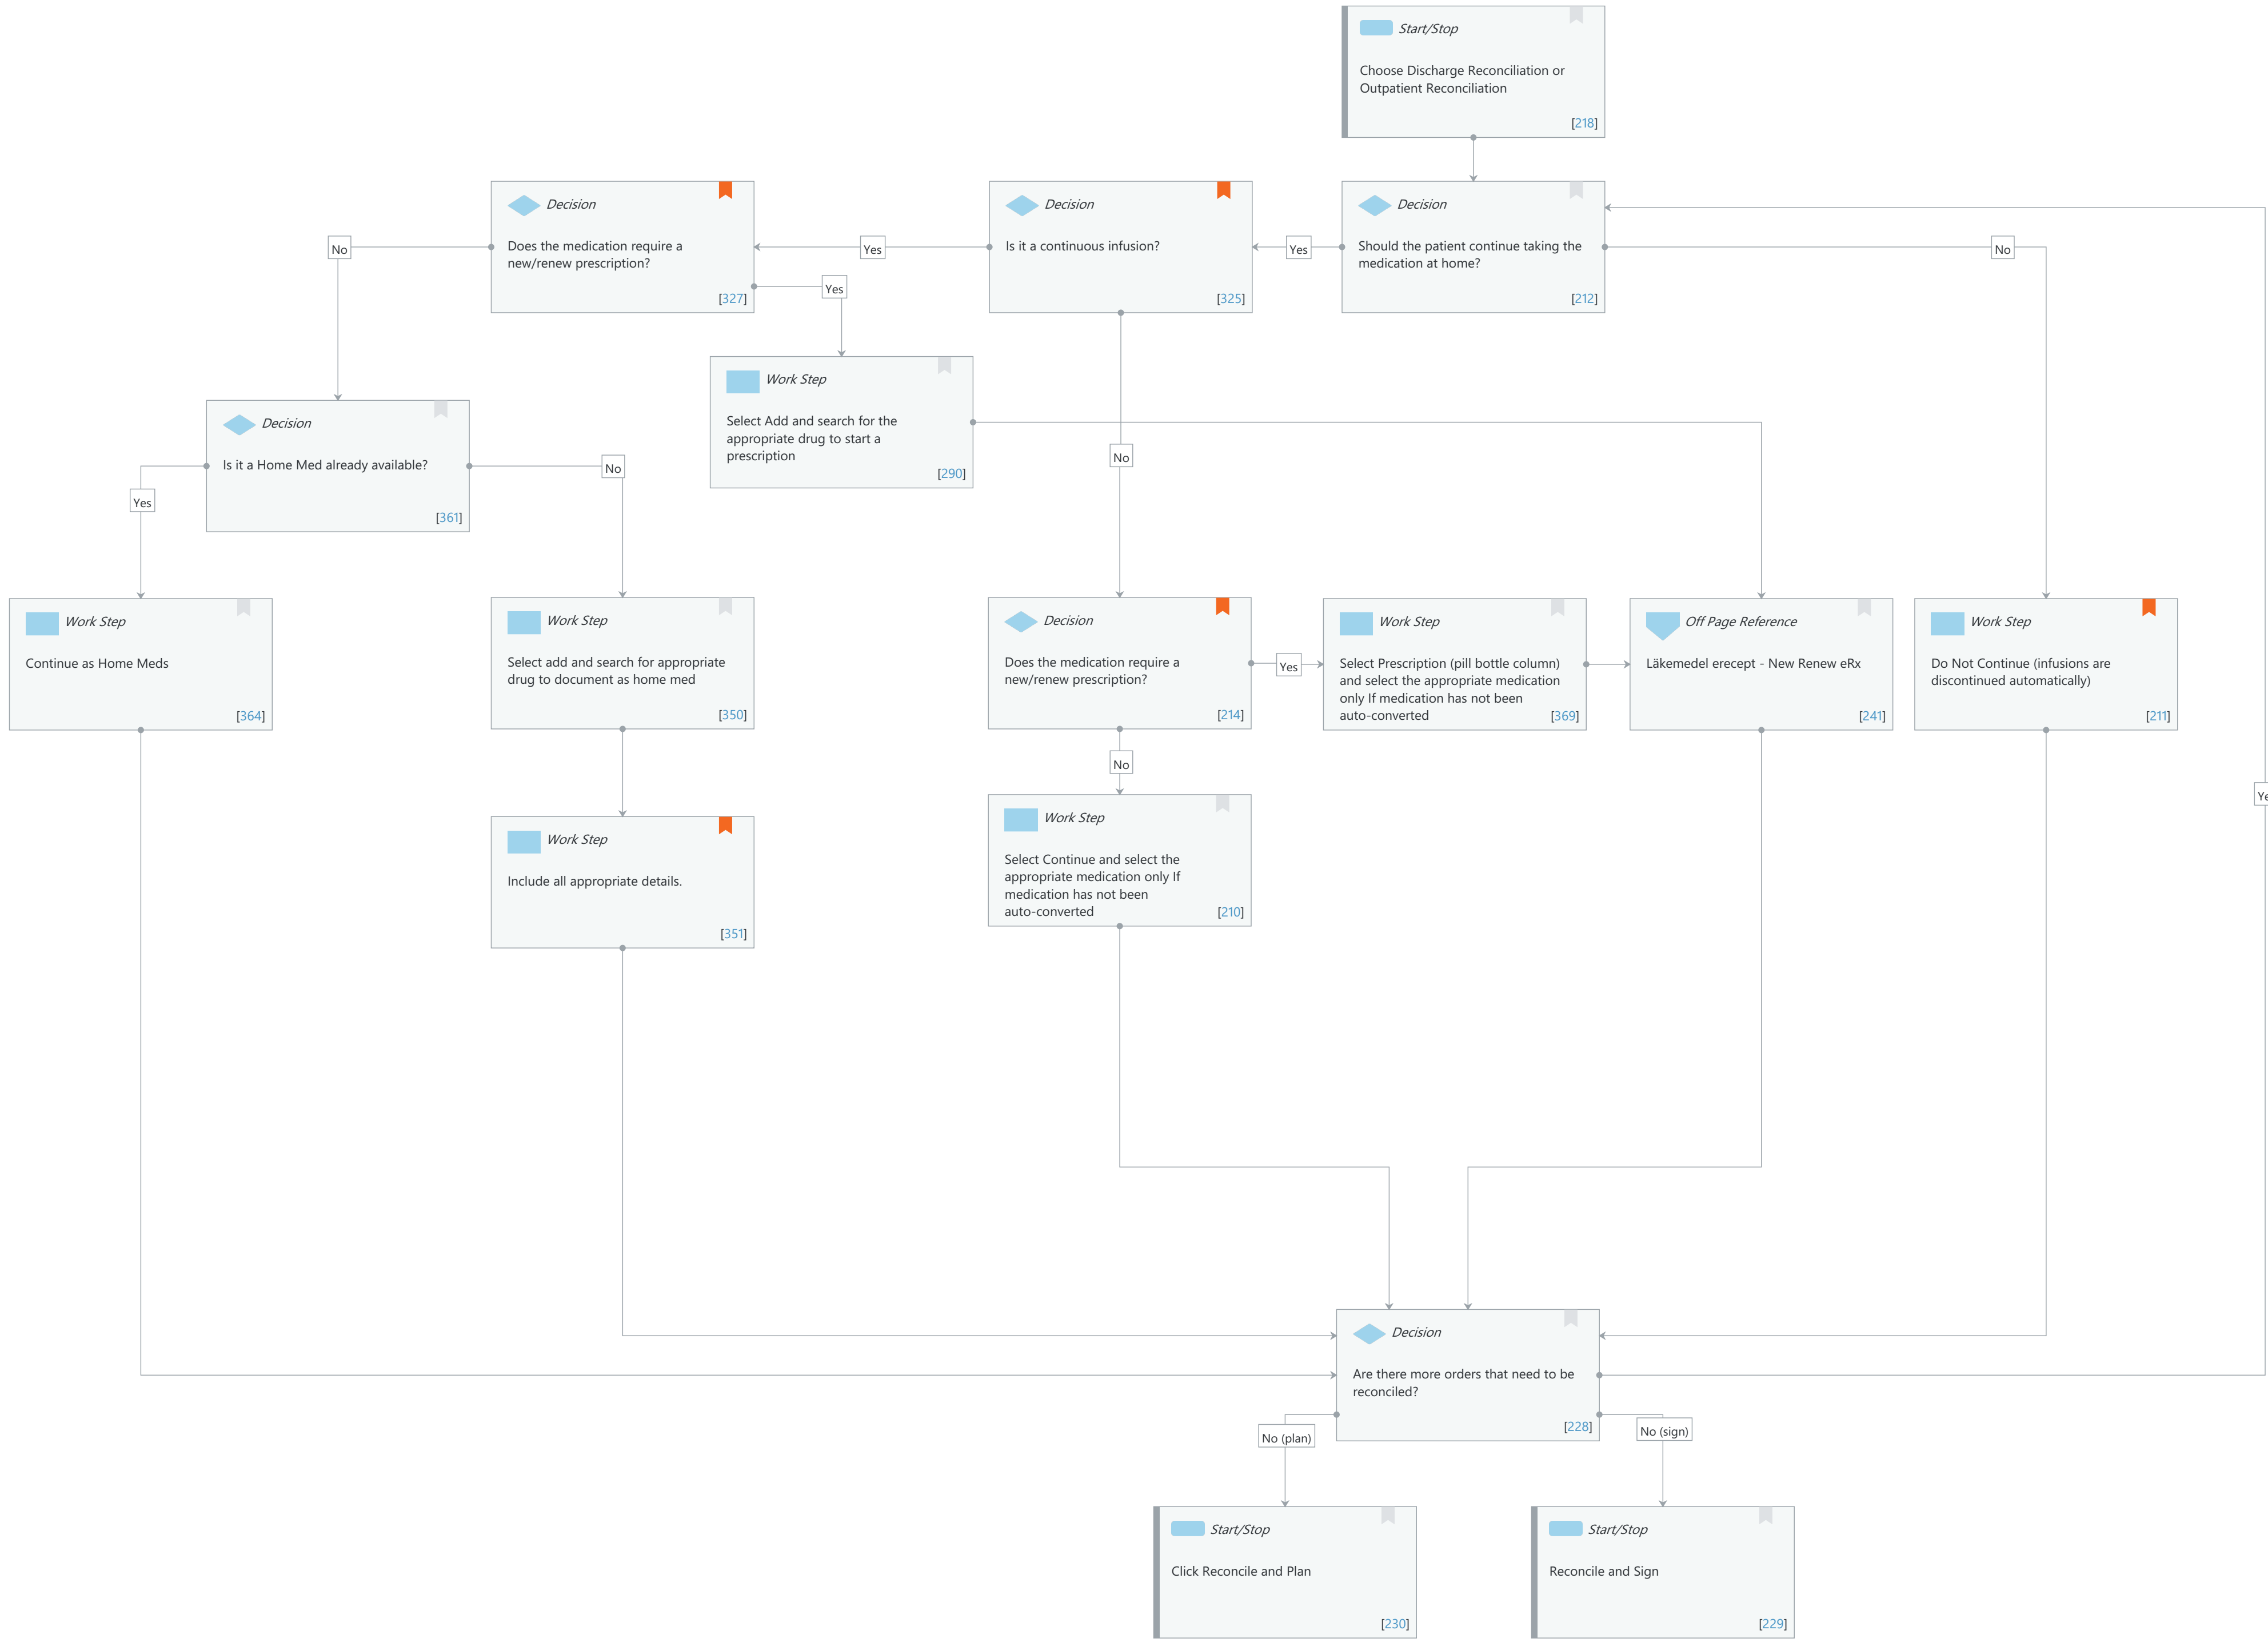 Start/Stop
Choose Discharge Reconciliation or
Outpatient Reconciliation
[218]
Decision
Does the medication require a
new/renew prescription?
[327]
Decision
Is it a continuous infusion?
[325]
Decision
Should the patient continue taking the
medication at home?
[212]
No
Yes
Yes
No
Yes
Work Step
Select Add and search for the
appropriate drug to start a
prescription
[290]
Decision
Is it a Home Med already available?
[361]
No
No
Yes
Work Step
Continue as Home Meds
[364]
Work Step
Select add and search for appropriate
drug to document as home med
[350]
Decision
Does the medication require a
new/renew prescription?
[214]
Yes
Work Step
Select Prescription (pill bottle column)
and select the appropriate medication
only If medication has not been
auto-converted
[369]
Off Page Reference
Läkemedel erecept - New Renew eRx
[241]
Work Step
Do Not Continue (infusions are
discontinued automatically)
[211]
No
Work Step
Include all appropriate details.
[351]
Work Step
Select Continue and select the
appropriate medication only If
medication has not been
auto-converted
[210]
Decision
Are there more orders that need to be
reconciled?
[228]
No (plan)
No (sign)
Start/Stop
Click Reconcile and Plan
[230]
Start/Stop
Reconcile and Sign
[229]